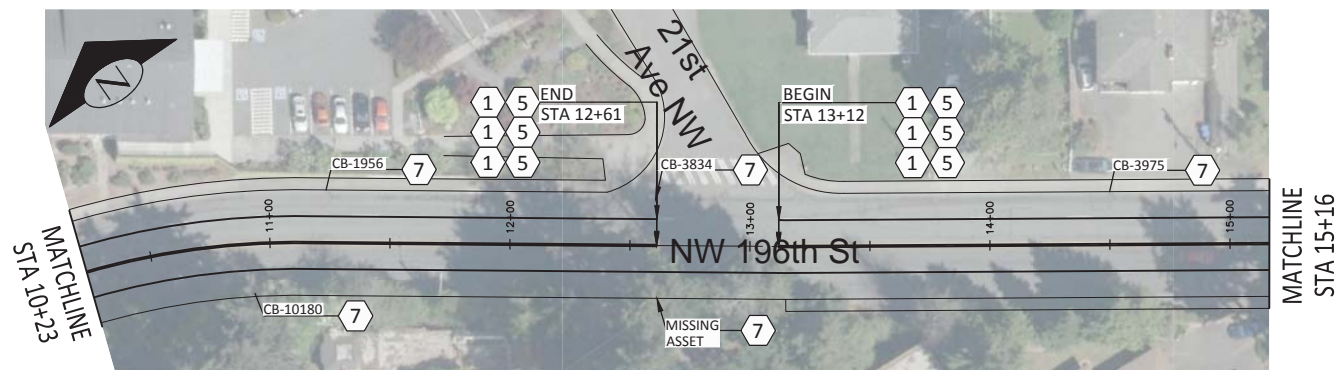 N
21st
Ave NW
1 5 END
STA 12+61
1 5
1 5
BEGIN 1 5
STA 13+12
1 5
1 5
CB-1956 7
CB-3834 7
CB-3975 7
11+00
12+00
13+00
14+00
15+00
NW 196th St
MATCHLINE
STA 10+23
MATCHLINE
STA 15+16
CB-10180 7
MISSING
ASSET 7